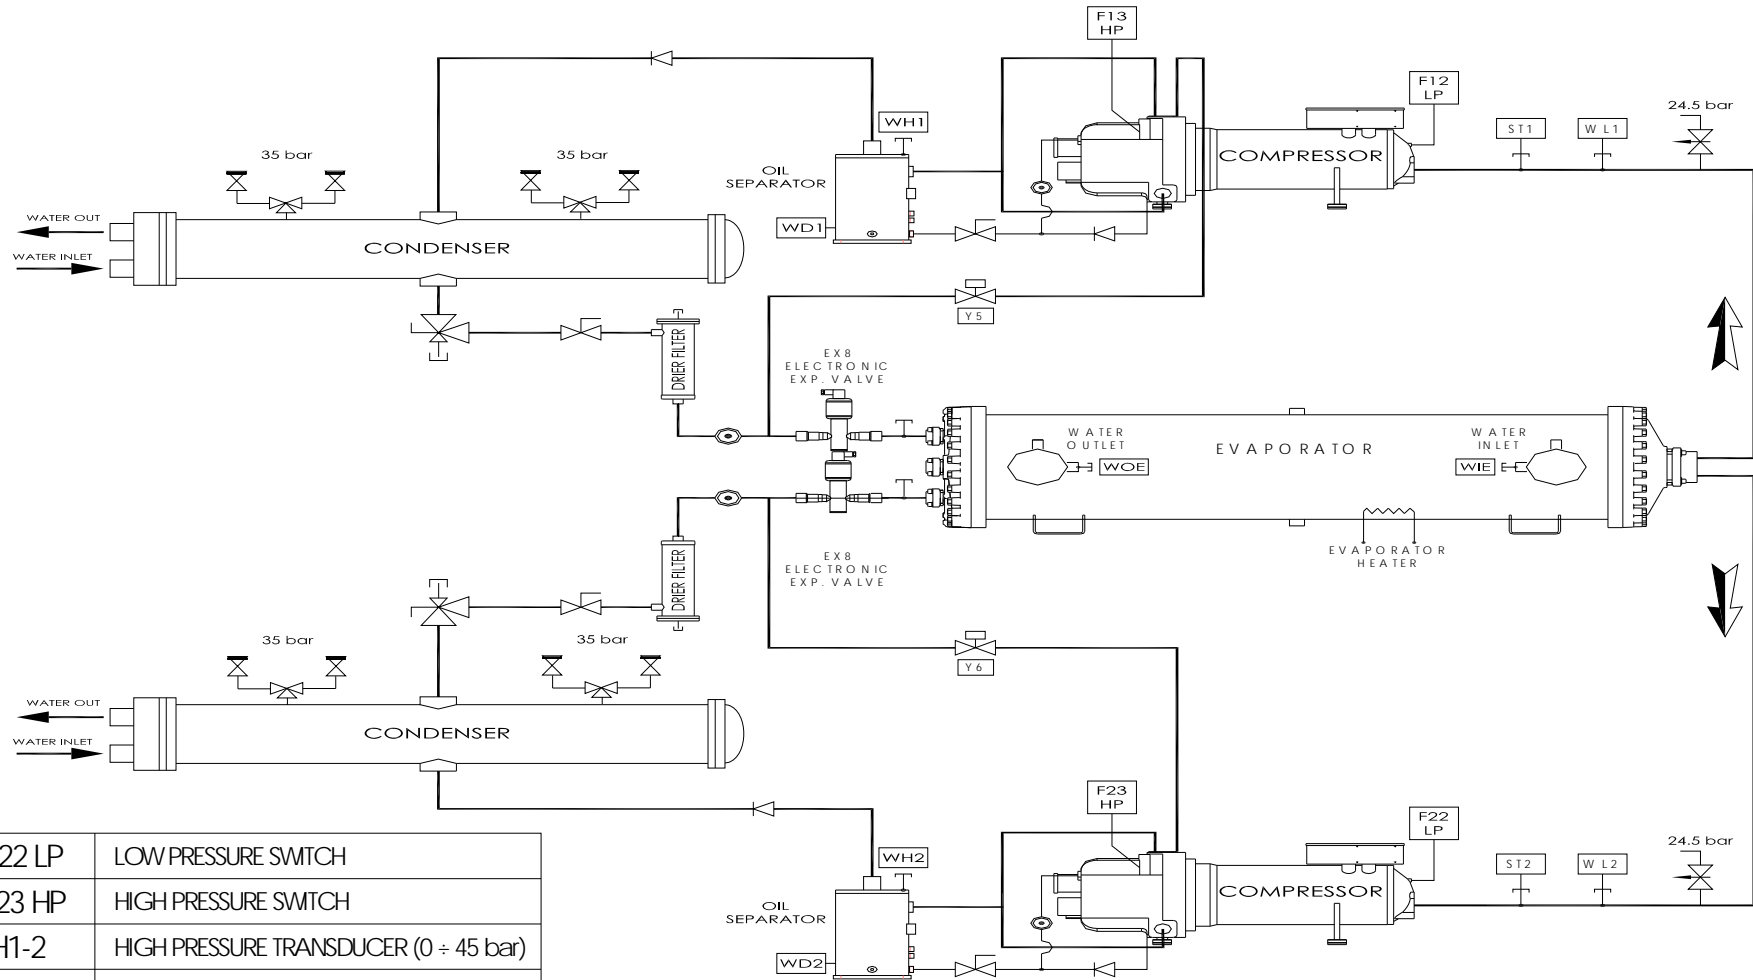 F13
HP
F12
LP
24.5 bar
WH1
ST1
WL1
35 bar
35 bar
OIL
SEPARATOR
COMPRESSOR
WATER OUT
WD1
CONDENSER
WATER INLET
Y5
DRIER FILTER
EX8
ELECTRONIC
EXP. VALVE
WATER
OUTLET
EVAPORATOR
WATER
INLET
WOE
WIE
EVAPORATOR
HEATER
DRIER FILTER
EX8
ELECTRONIC
EXP. VALVE
35 bar
35 bar
Y6
WATER OUT
CONDENSER
WATER INLET
F23
HP
F22
LP
24.5 bar
WH2
ST2
WL2
OIL
SEPARATOR
COMPRESSOR
WD2
22 LP LOW PRESSURE SWITCH
23 HP HIGH PRESSURE SWITCH
H1-2 HIGH PRESSURE TRANSDUCER (0 ÷ 45 bar)